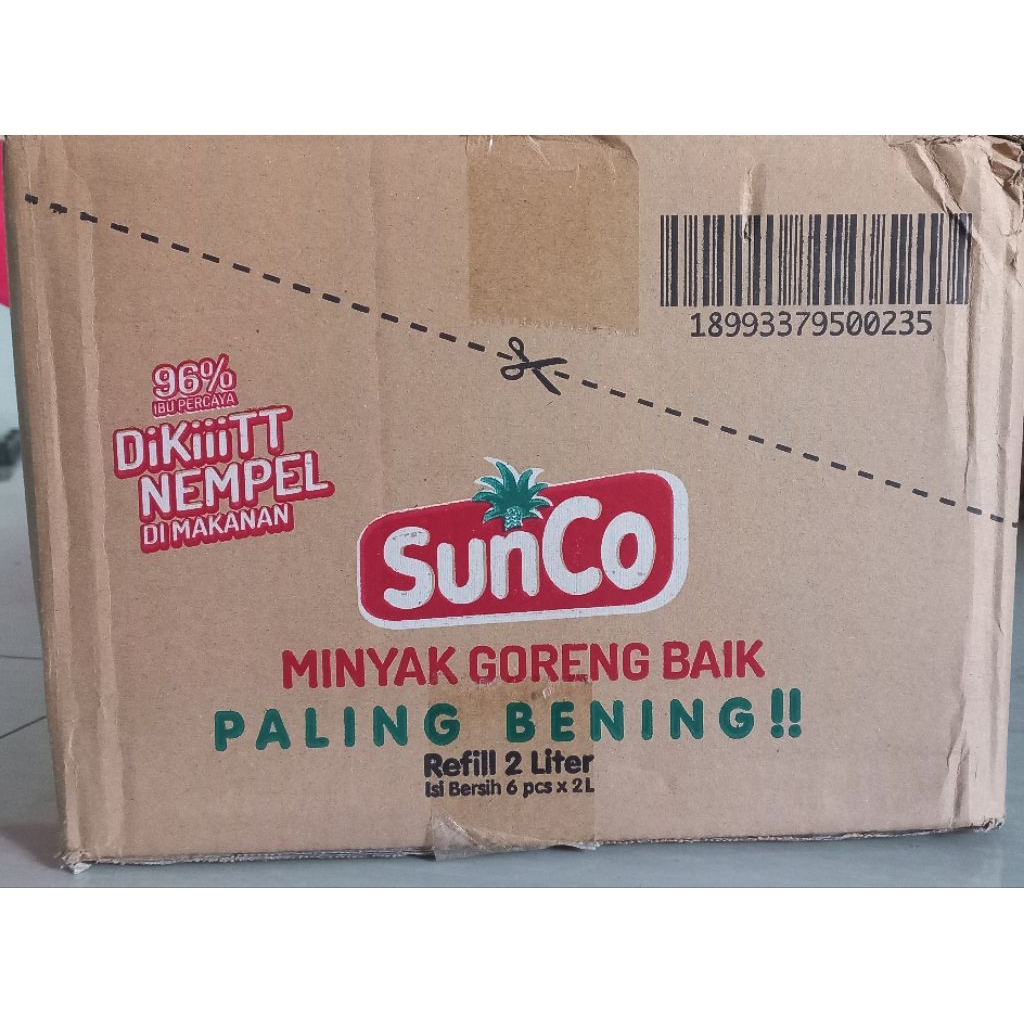 18993379500235
96%
IBU PERCAYA
DiKiiiTT
NEMPEL
DI MAKANAN
SunCo
MINYAK GORENG BAIK
PALING BENING!!
Refill 2 Liter
Isi Bersih 6 pcs x 2L